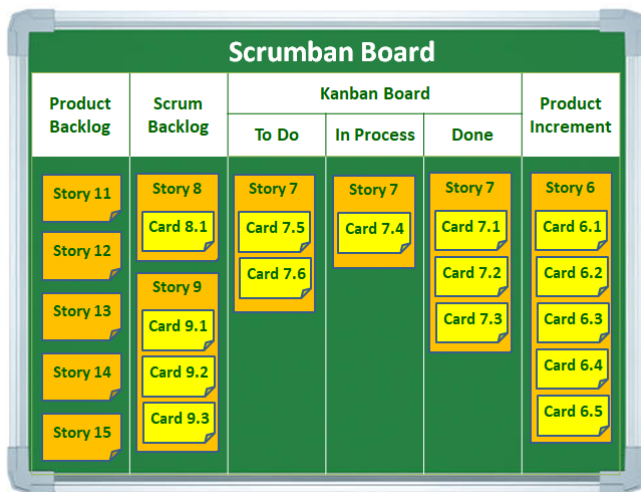 Scrumban Board
Product
Backlog
Scrum
Backlog
Kanban Board
To Do
In Process
Done
Product
Increment
Story 11
Story 12
Story 13
Story 14
Story 15
Story 8
Card 8.1
Story 9
Card 9.1
Card 9.2
Card 9.3
Story 7
Card 7.5
Card 7.6
Story 7
Card 7.4
Story 7
Card 7.1
Card 7.2
Card 7.3
Story 6
Card 6.1
Card 6.2
Card 6.3
Card 6.4
Card 6.5